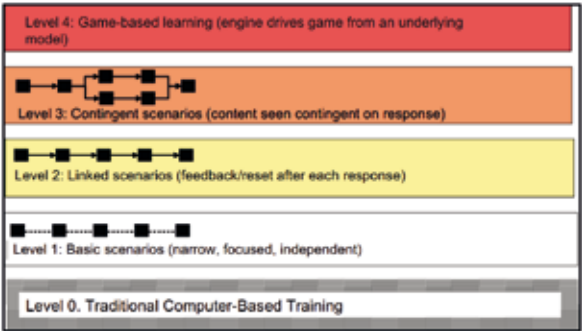 Level 4: Game-based learning (engine drives game from an underlying
model)
Level 3: Contingent scenarios (content seen contingent on response)
Level 2: Linked scenarios (feedback/reset after each response)
Level 1: Basic scenarios (narrow, focused, independent)
Level 0. Traditional Computer-Based Training